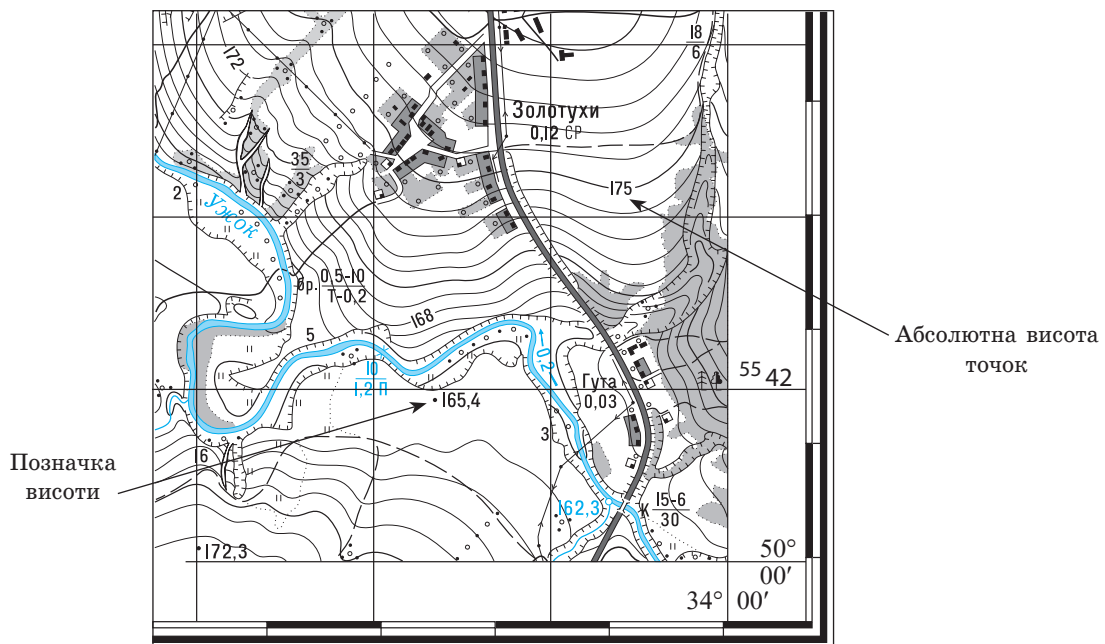 172
18
6
Золотухи
0,12 СР
35
3
2
Ужок
175
бр. 0,5-10
Т-0,2
5
168
Абсолютна висота
точок
0,2
10
1,2 П
Гута
0,03
55 42
4
165,4
3
Позначка
висоти
16
162,3
К 15-6
30
172,3
50°
00′
34° 00′